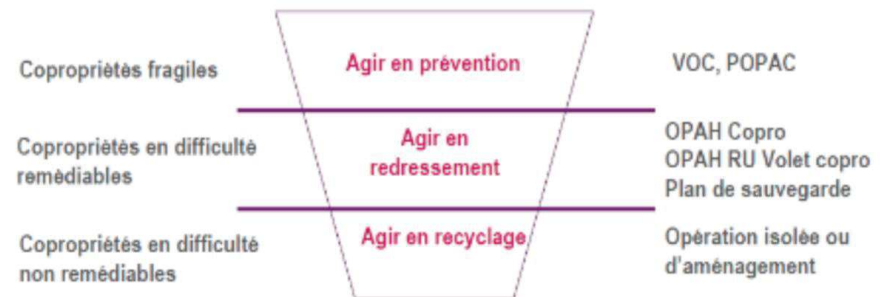 Copropriétés fragiles
Agir en prévention
VOC, POPAC
Copropriétés en difficulté
remédiables
Agir en
redressement
OPAH Copro
OPAH RU Volet copro
Plan de sauvegarde
Copropriétés en difficulté
non remédiables
Agir en recyclage
Opération isolée ou
d'aménagement